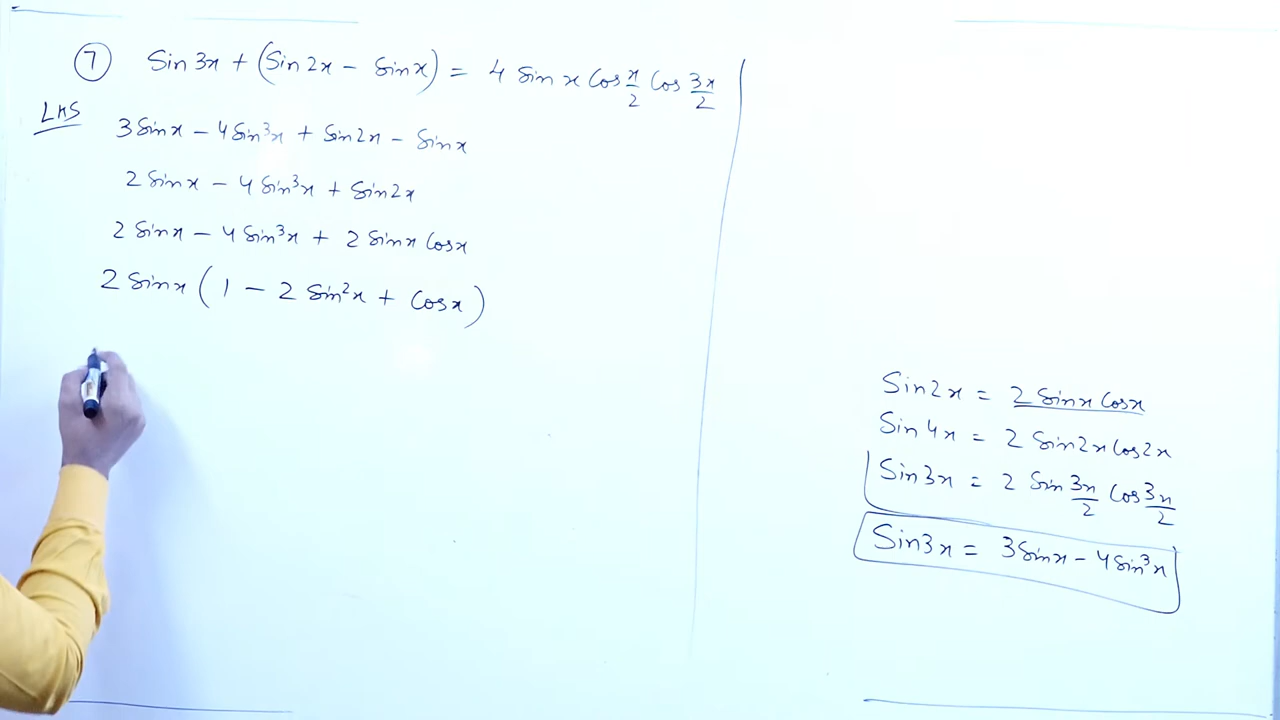 7 Sin 3x + (Sin 2x - Sin x) = 4 Sin x Cos x/2 Cos 3x/2
LHS
3 Sin x - 4 Sin³x + Sin 2x - Sin x
2 Sin x - 4 Sin³x + Sin 2x
2 Sin x - 4 Sin³x + 2 Sin x Cos x
2 Sin x ( 1 - 2 Sin²x + Cos x )
Sin 2x = 2 Sin x Cos x
Sin 4x = 2 Sin 2x Cos 2x
Sin 3x = 2 Sin 3x/2 Cos 3x/2
Sin 3x = 3 Sin x - 4 Sin³x